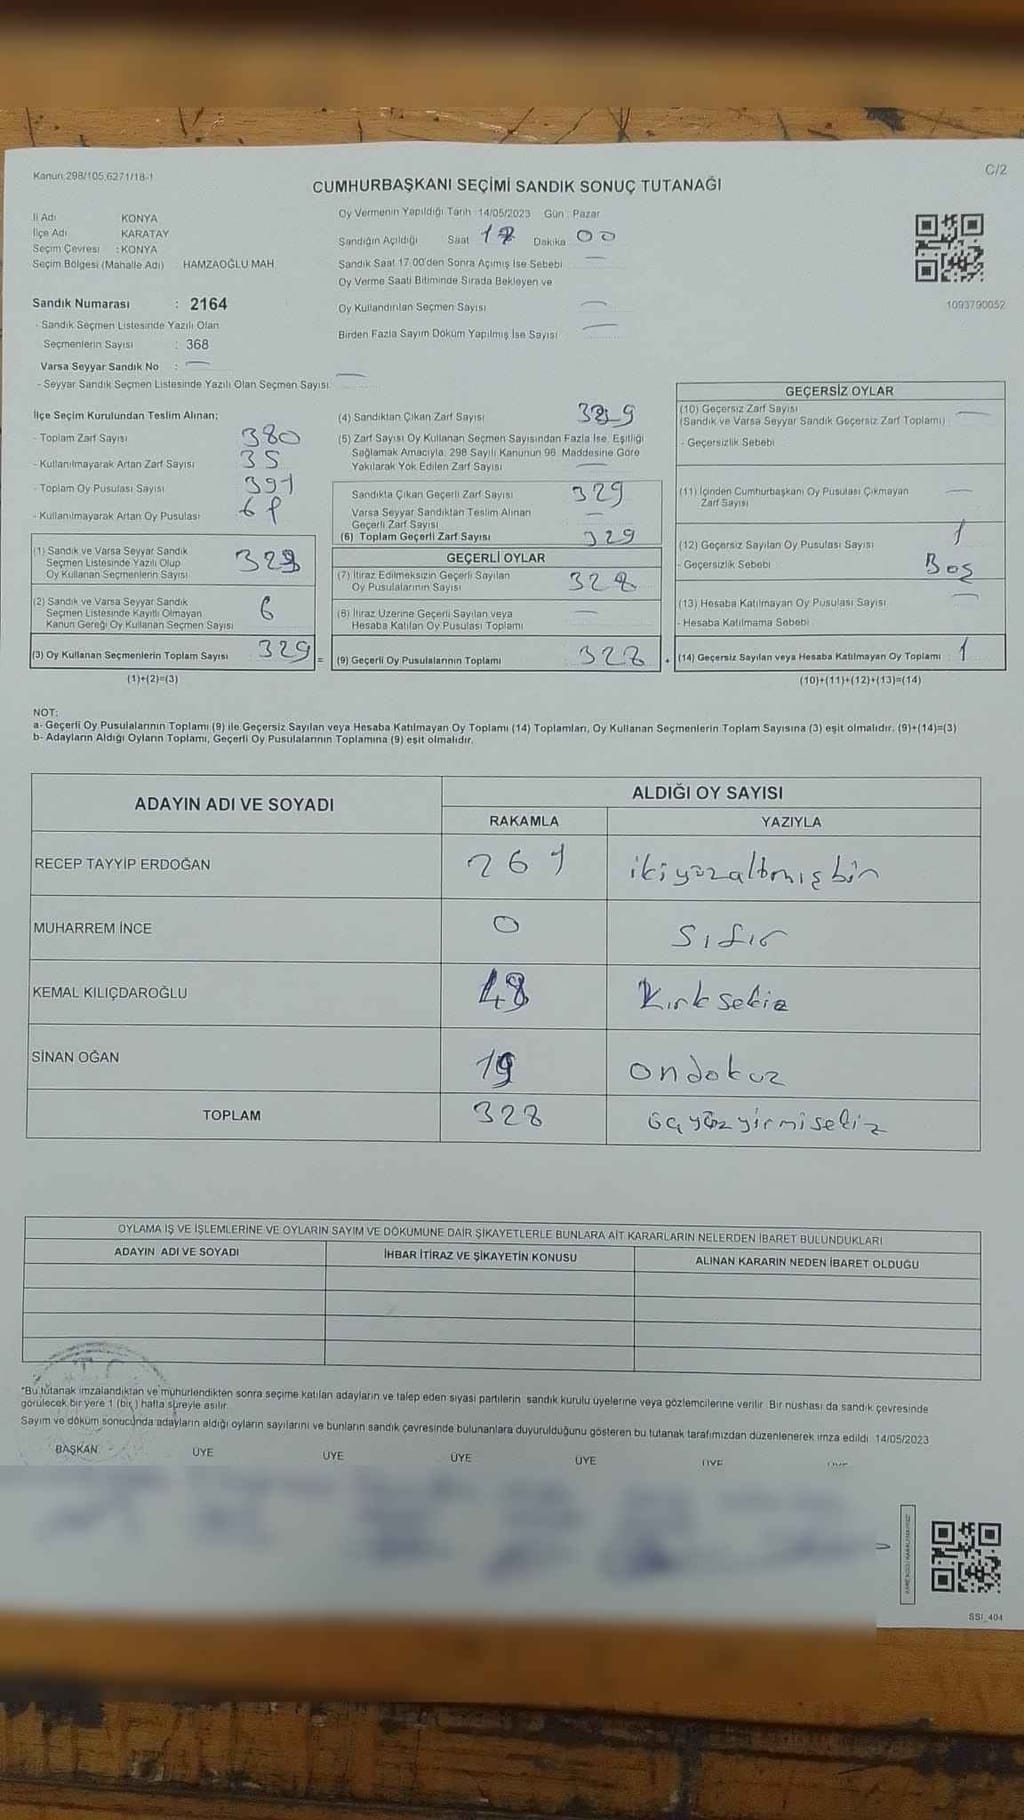 Kanun:298/105,6271/18-1
C/2
CUMHURBAŞKANI SEÇİMİ SANDIK SONUÇ TUTANAĞI
İl Adı KONYA
İlçe Adı KARATAY
Seçim Çevresi : KONYA
Seçim Bölgesi (Mahalle Adı) HAMZAOĞLU MAH
Oy Vermenin Yapıldığı Tarih 14/05/2023 Gün : Pazar
Sandığın Açıldığı Saat Dakika 00
Sandık Saat 17:00'den Sonra Açımış İse Sebebi
Oy Verme Saati Bitiminde Sırada Bekleyen ve
Oy Kullandırılan Seçmen Sayısı
Birden Fazla Sayım Döküm Yapılmış İse Sayısı
1093790052
Sandık Numarası : 2164
- Sandık Seçmen Listesinde Yazılı Olan
Seçmenlerin Sayısı : 368
Varsa Seyyar Sandık No :
- Seyyar Sandık Seçmen Listesinde Yazılı Olan Seçmen Sayısı:
İlçe Seçim Kurulundan Teslim Alınan;
- Toplam Zarf Sayısı 380
- Kullanılmayarak Artan Zarf Sayısı 35
- Toplam Oy Pusulası Sayısı 391
- Kullanılmayarak Artan Oy Pusulası
(1) Sandık ve Varsa Seyyar Sandık
Seçmen Listesinde Yazılı Olup
Oy Kullanan Seçmenlerin Sayısı
(2) Sandık ve Varsa Seyyar Sandık
Seçmen Listesinde Kayıtlı Olmayan
Kanun Gereği Oy Kullanan Seçmen Sayısı 6
(3) Oy Kullanan Seçmenlerin Toplam Sayısı 329
(1)+(2)=(3)
(4) Sandıktan Çıkan Zarf Sayısı 329
(5) Zarf Sayısı Oy Kullanan Seçmen Sayısından Fazla İse, Eşitliği
Sağlamak Amacıyla, 298 Sayılı Kanunun 98. Maddesine Göre
Yakılarak Yok Edilen Zarf Sayısı
Sandıkta Çıkan Geçerli Zarf Sayısı 329
Varsa Seyyar Sandıktan Teslim Alınan
Geçerli Zarf Sayısı
(6) Toplam Geçerli Zarf Sayısı 329
GEÇERLİ OYLAR
(7) İtiraz Edilmeksizin Geçerli Sayılan
Oy Pusulalarının Sayısı 328
(8) İtiraz Üzerine Geçerli Sayılan veya
Hesaba Katılan Oy Pusulası Toplamı
= (9) Geçerli Oy Pusulalarının Toplamı 328
GEÇERSİZ OYLAR
(10) Geçersiz Zarf Sayısı
(Sandık ve Varsa Seyyar Sandık Geçersiz Zarf Toplamı)
- Geçersizlik Sebebi
(11) İçinden Cumhurbaşkanı Oy Pusulası Çıkmayan
Zarf Sayısı
(12) Geçersiz Sayılan Oy Pusulası Sayısı 1
- Geçersizlik Sebebi Boş
(13) Hesaba Katılmayan Oy Pusulası Sayısı
- Hesaba Katılmama Sebebi
+ (14) Geçersiz Sayılan veya Hesaba Katılmayan Oy Toplamı 1
(10)+(11)+(12)+(13)=(14)
NOT:
a- Geçerli Oy Pusulalarının Toplamı (9) ile Geçersiz Sayılan veya Hesaba Katılmayan Oy Toplamı (14) Toplamları, Oy Kullanan Seçmenlerin Toplam Sayısına (3) eşit olmalıdır. (9)+(14)=(3)
b- Adayların Aldığı Oyların Toplamı, Geçerli Oy Pusulalarının Toplamına (9) eşit olmalıdır.
ADAYIN ADI VE SOYADI ALDIĞI OY SAYISI
RAKAMLA YAZIYLA
RECEP TAYYİP ERDOĞAN 261 ikiyüzaltmışbir
MUHARREM İNCE 0 Sıfır
KEMAL KILIÇDAROĞLU 48 Kırksekiz
SİNAN OĞAN 19 ondokuz
TOPLAM 328 üçyüzyirmisekiz
OYLAMA İŞ VE İŞLEMLERİNE VE OYLARIN SAYIM VE DÖKÜMÜNE DAİR ŞİKAYETLERLE BUNLARA AİT KARARLARIN NELERDEN İBARET BULUNDUKLARI
ADAYIN ADI VE SOYADI İHBAR İTİRAZ VE ŞİKAYETİN KONUSU ALINAN KARARIN NEDEN İBARET OLDUĞU
T.C.
*Bu tutanak imzalandıktan ve mühürlendikten sonra seçime katılan adayların ve talep eden siyasi partilerin sandık kurulu üyelerine veya gözlemcilerine verilir. Bir nüshası da sandık çevresinde
görülecek bir yere 1 (bir) hafta süreyle asılır.
Sayım ve döküm sonucunda adayların aldığı oyların sayılarını ve bunların sandık çevresinde bulunanlara duyurulduğunu gösteren bu tutanak tarafımızdan düzenlenerek imza edildi. 14/05/2023
BAŞKAN ÜYE ÜYE ÜYE ÜYE ÜYE ÜYE
SSI_404